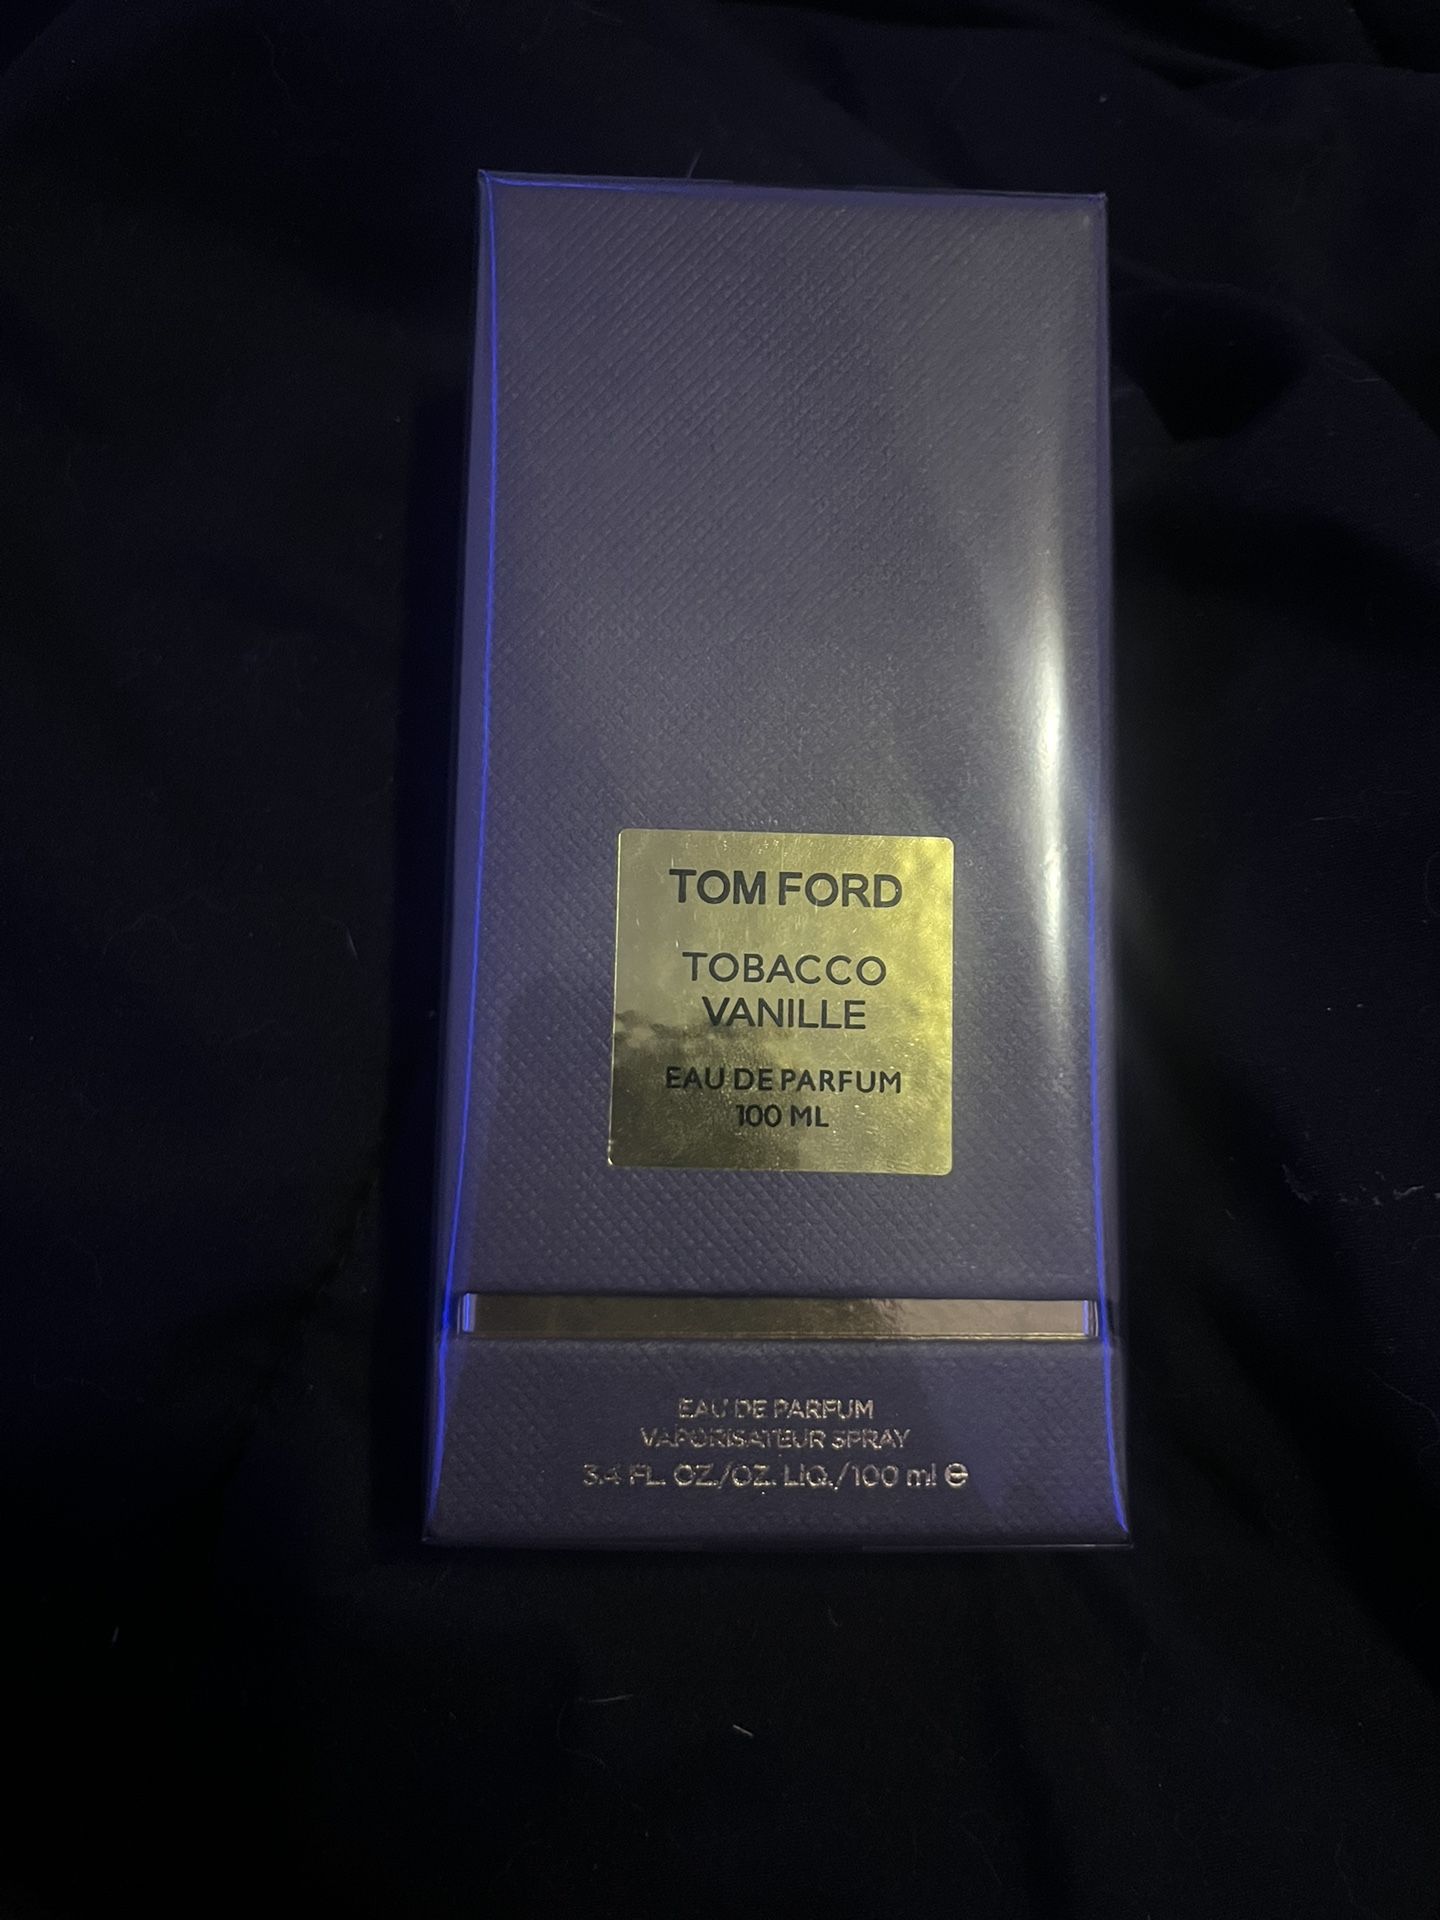 TOM FORD
TOBACCO
VANILLE
EAU DE PARFUM
100 ML
EAU DE PARFUM
VAPORISATEUR SPRAY
3.4 FL. OZ./OZ. LIQ./100 ml ℮